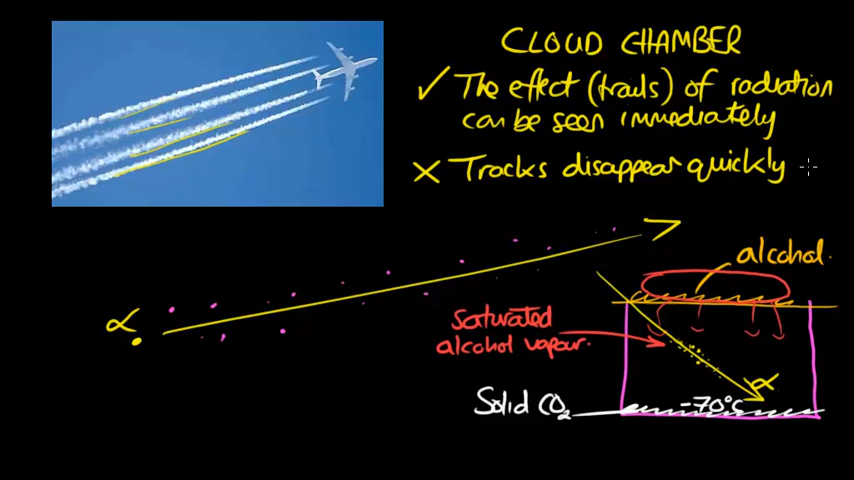 CLOUD CHAMBER
✓ The effect (trails) of radiation
can be seen immediately
✗ Tracks disappear quickly
alcohol.
α
Saturated
alcohol vapour.
α
Solid CO₂
-70°C